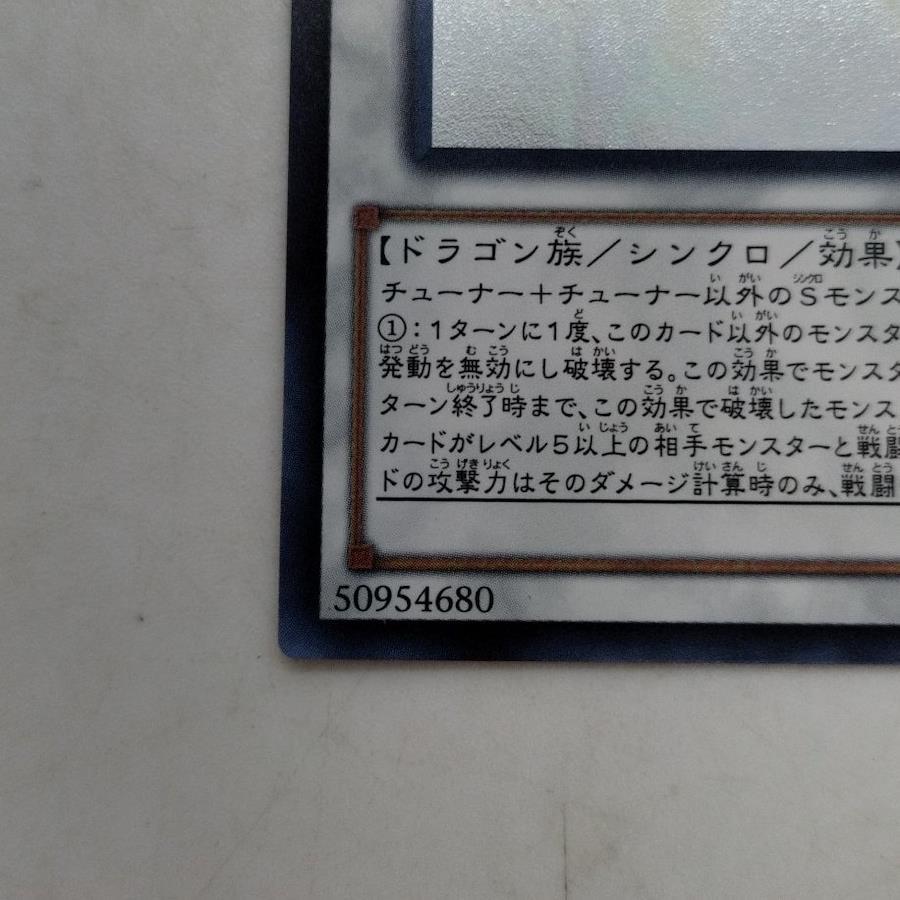 【ドラゴン族／シンクロ／効果】
チューナー＋チューナー以外のSモンス
①：1ターンに1度、このカード以外のモンスタ
発動を無効にし破壊する。この効果でモンスタ
ターン終了時まで、この効果で破壊したモンス
カードがレベル5以上の相手モンスターと戦闘
ドの攻撃力はそのダメージ計算時のみ、戦闘
50954680